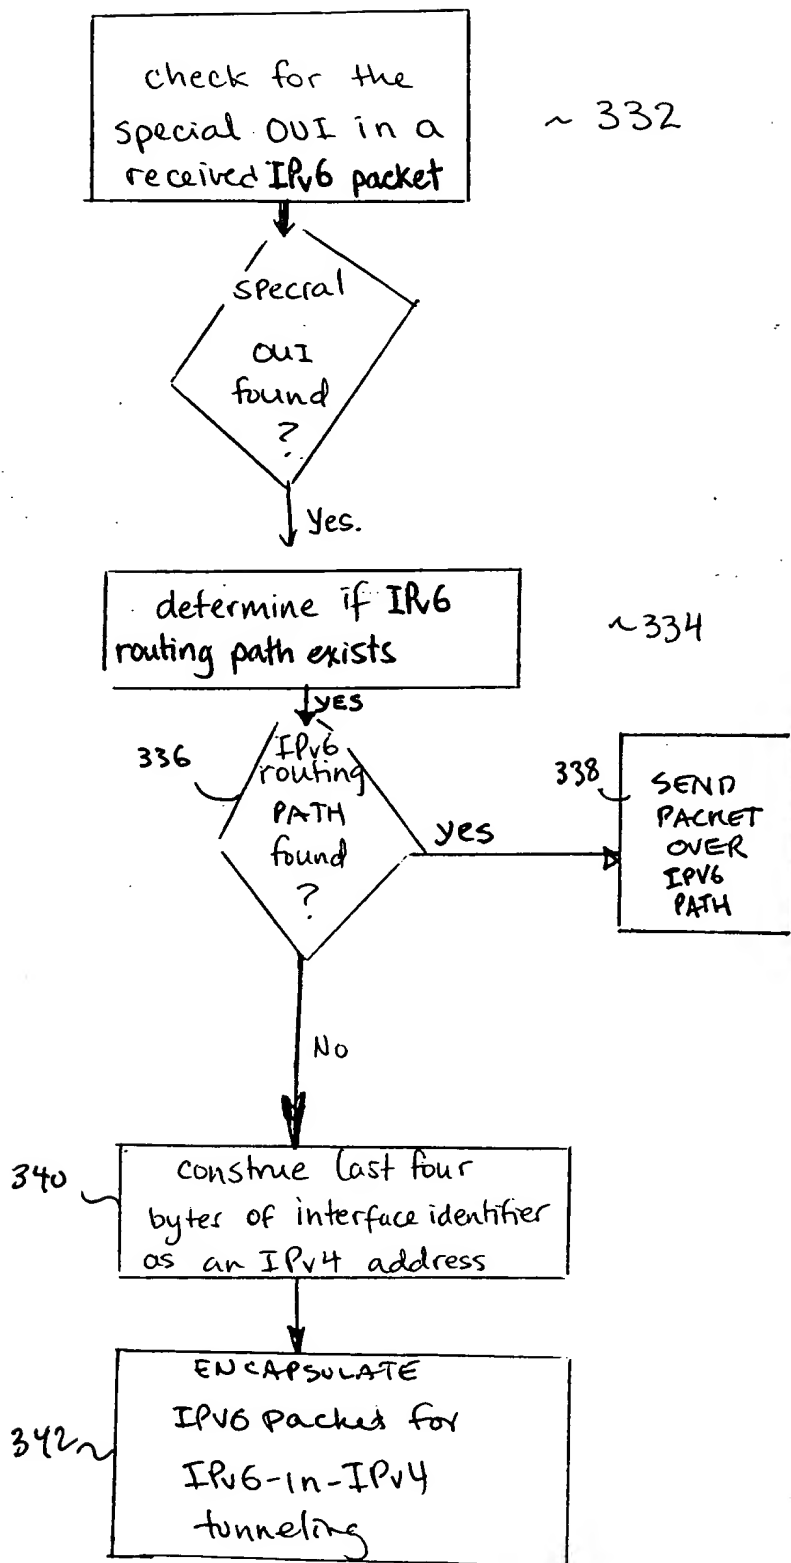 check for the
special OUI in a
received IPv6 packet
~ 332
special
OUI
found
?
Yes.
determine if IPv6
routing path exists
~334
yes
336
IPv6
routing
PATH
found
?
yes
338
SEND
PACKET
OVER
IPV6
PATH
No
340
construe last four
bytes of interface identifier
as an IPv4 address
342
ENCAPSULATE
IPV6 packet for
IPv6-in-IPv4
tunneling